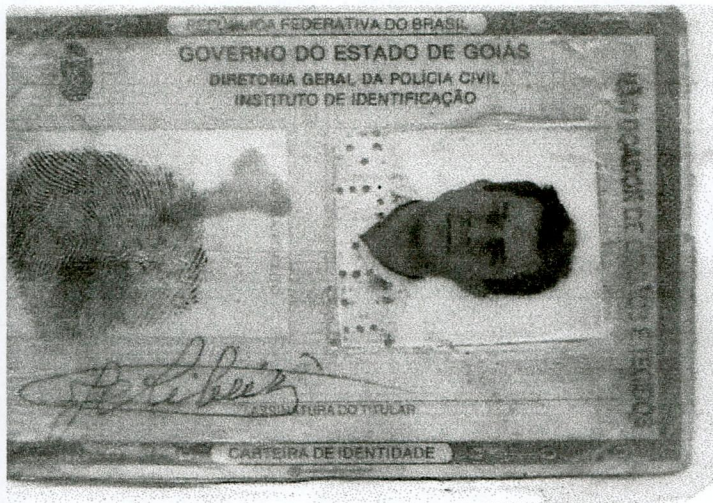 REPÚBLICA FEDERATIVA DO BRASIL
GOVERNO DO ESTADO DE GOIÁS
DIRETORIA GERAL DA POLÍCIA CIVIL
INSTITUTO DE IDENTIFICAÇÃO
ASSINATURA DO TITULAR
CARTEIRA DE IDENTIDADE